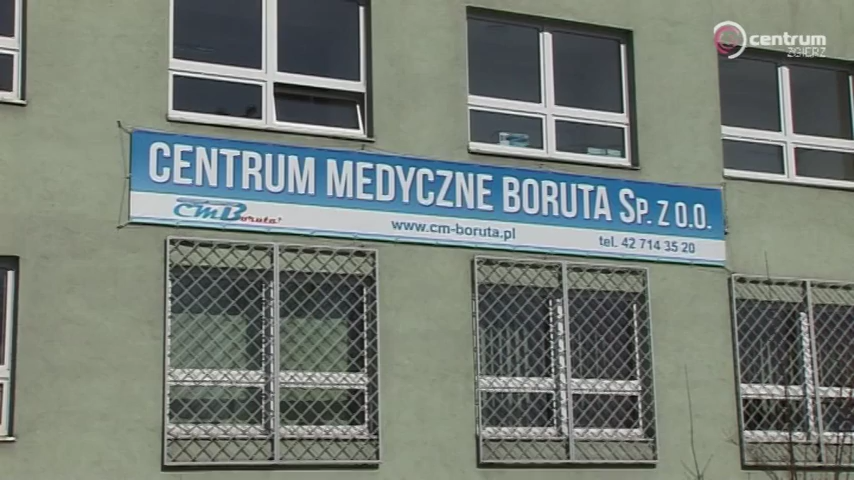 centrum
ZGIERZ
CENTRUM MEDYCZNE BORUTA SP. Z O.O.
CMBoruta
www.cm-boruta.pl
tel. 42 714 35 20